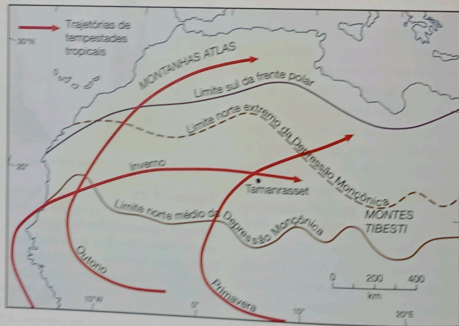 Trajetórias de
tempestades
tropicais
30°N
MONTANHAS ATLAS
Limite sul da frente polar
Limite norte extremo da Depressão Monçônica
20°
Inverno
Tamanrasset
Limite norte médio da Depressão Monçônica
MONTES
TIBESTI
Outono
Primavera
0 200 400
km
10°W
0°
10°
20°E